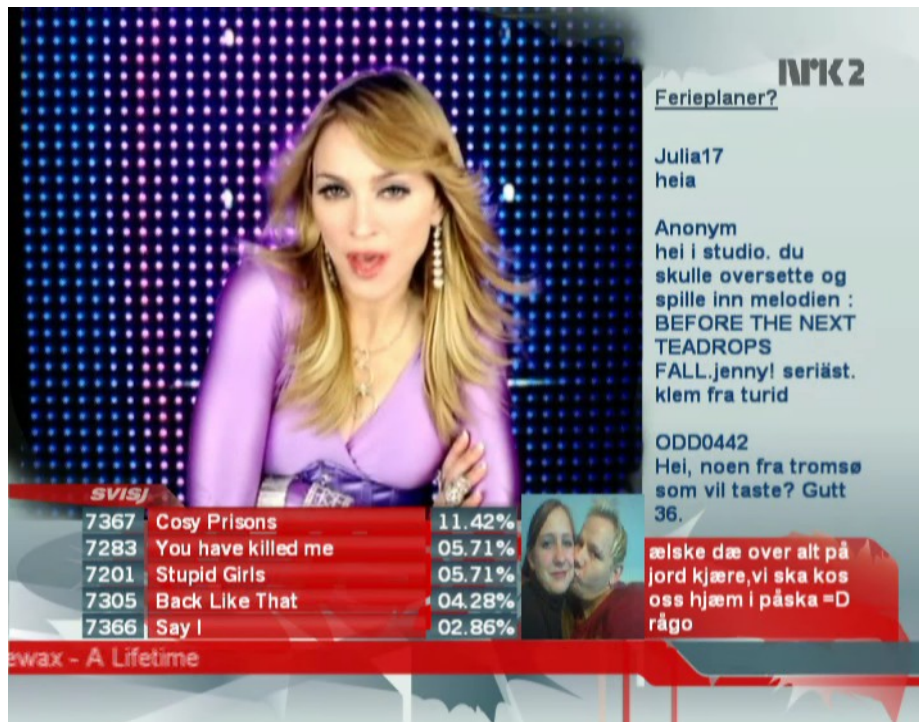 nrk 2
Ferieplaner?
Julia17
heia
Anonym
hei i studio. du
skulle oversette og
spille inn melodien :
BEFORE THE NEXT
TEADROPS
FALL.jenny! seriäst.
klem fra turid
ODD0442
Hei, noen fra tromsø
som vil taste? Gutt
36.
SVISJ
7367 Cosy Prisons 11.42%
7283 You have killed me 05.71%
7201 Stupid Girls 05.71%
7305 Back Like That 04.28%
7366 Say I 02.86%
ælske dæ over alt på
jord kjære,vi ska kos
oss hjæm i påska =D
rågo
ewax - A Lifetime